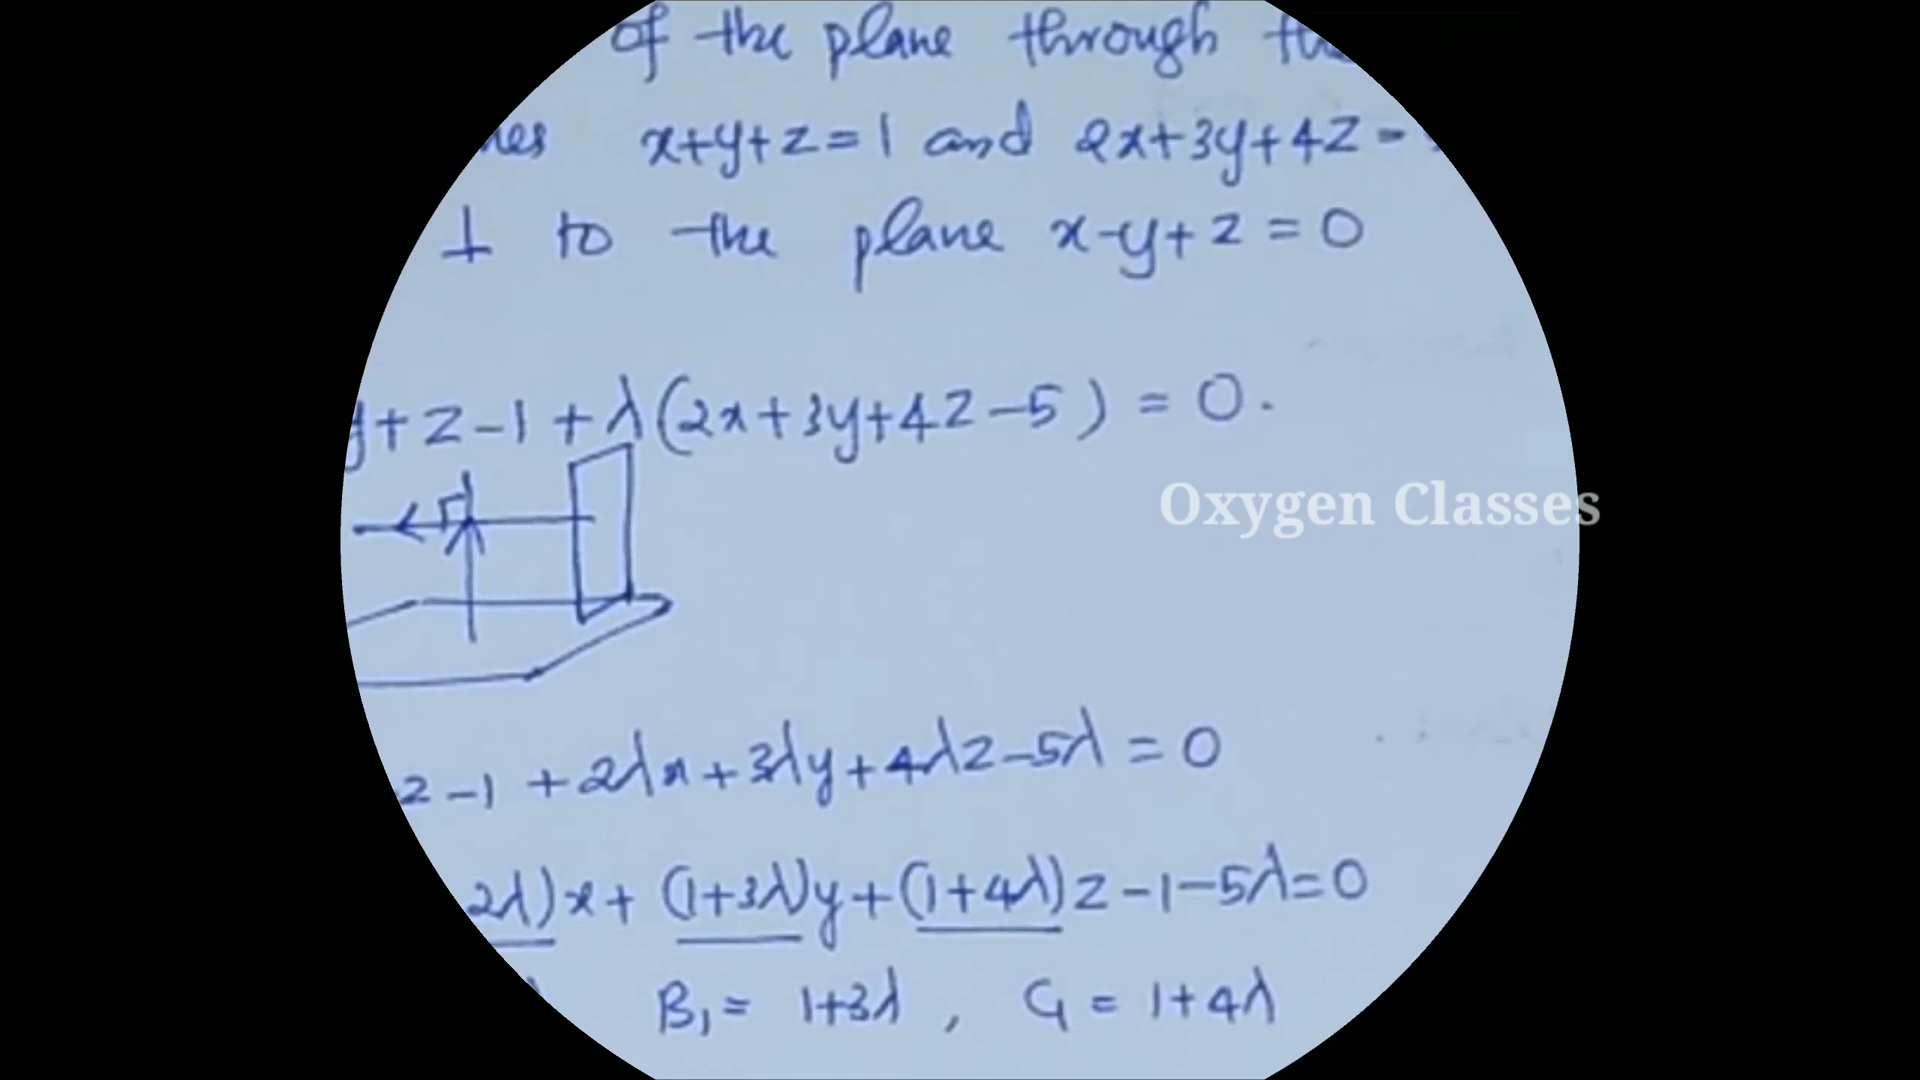 of the plane through
x+y+z=1 and 2x+3y+4z=
⊥ to the plane x-y+z=0
y+z-1+λ(2x+3y+4z-5)=0.
Oxygen Classes
z-1+2λx+3λy+4λz-5λ=0
2λ)x+(1+3λ)y+(1+4λ)z-1-5λ=0
B₁= 1+3λ, C₁= 1+4λ